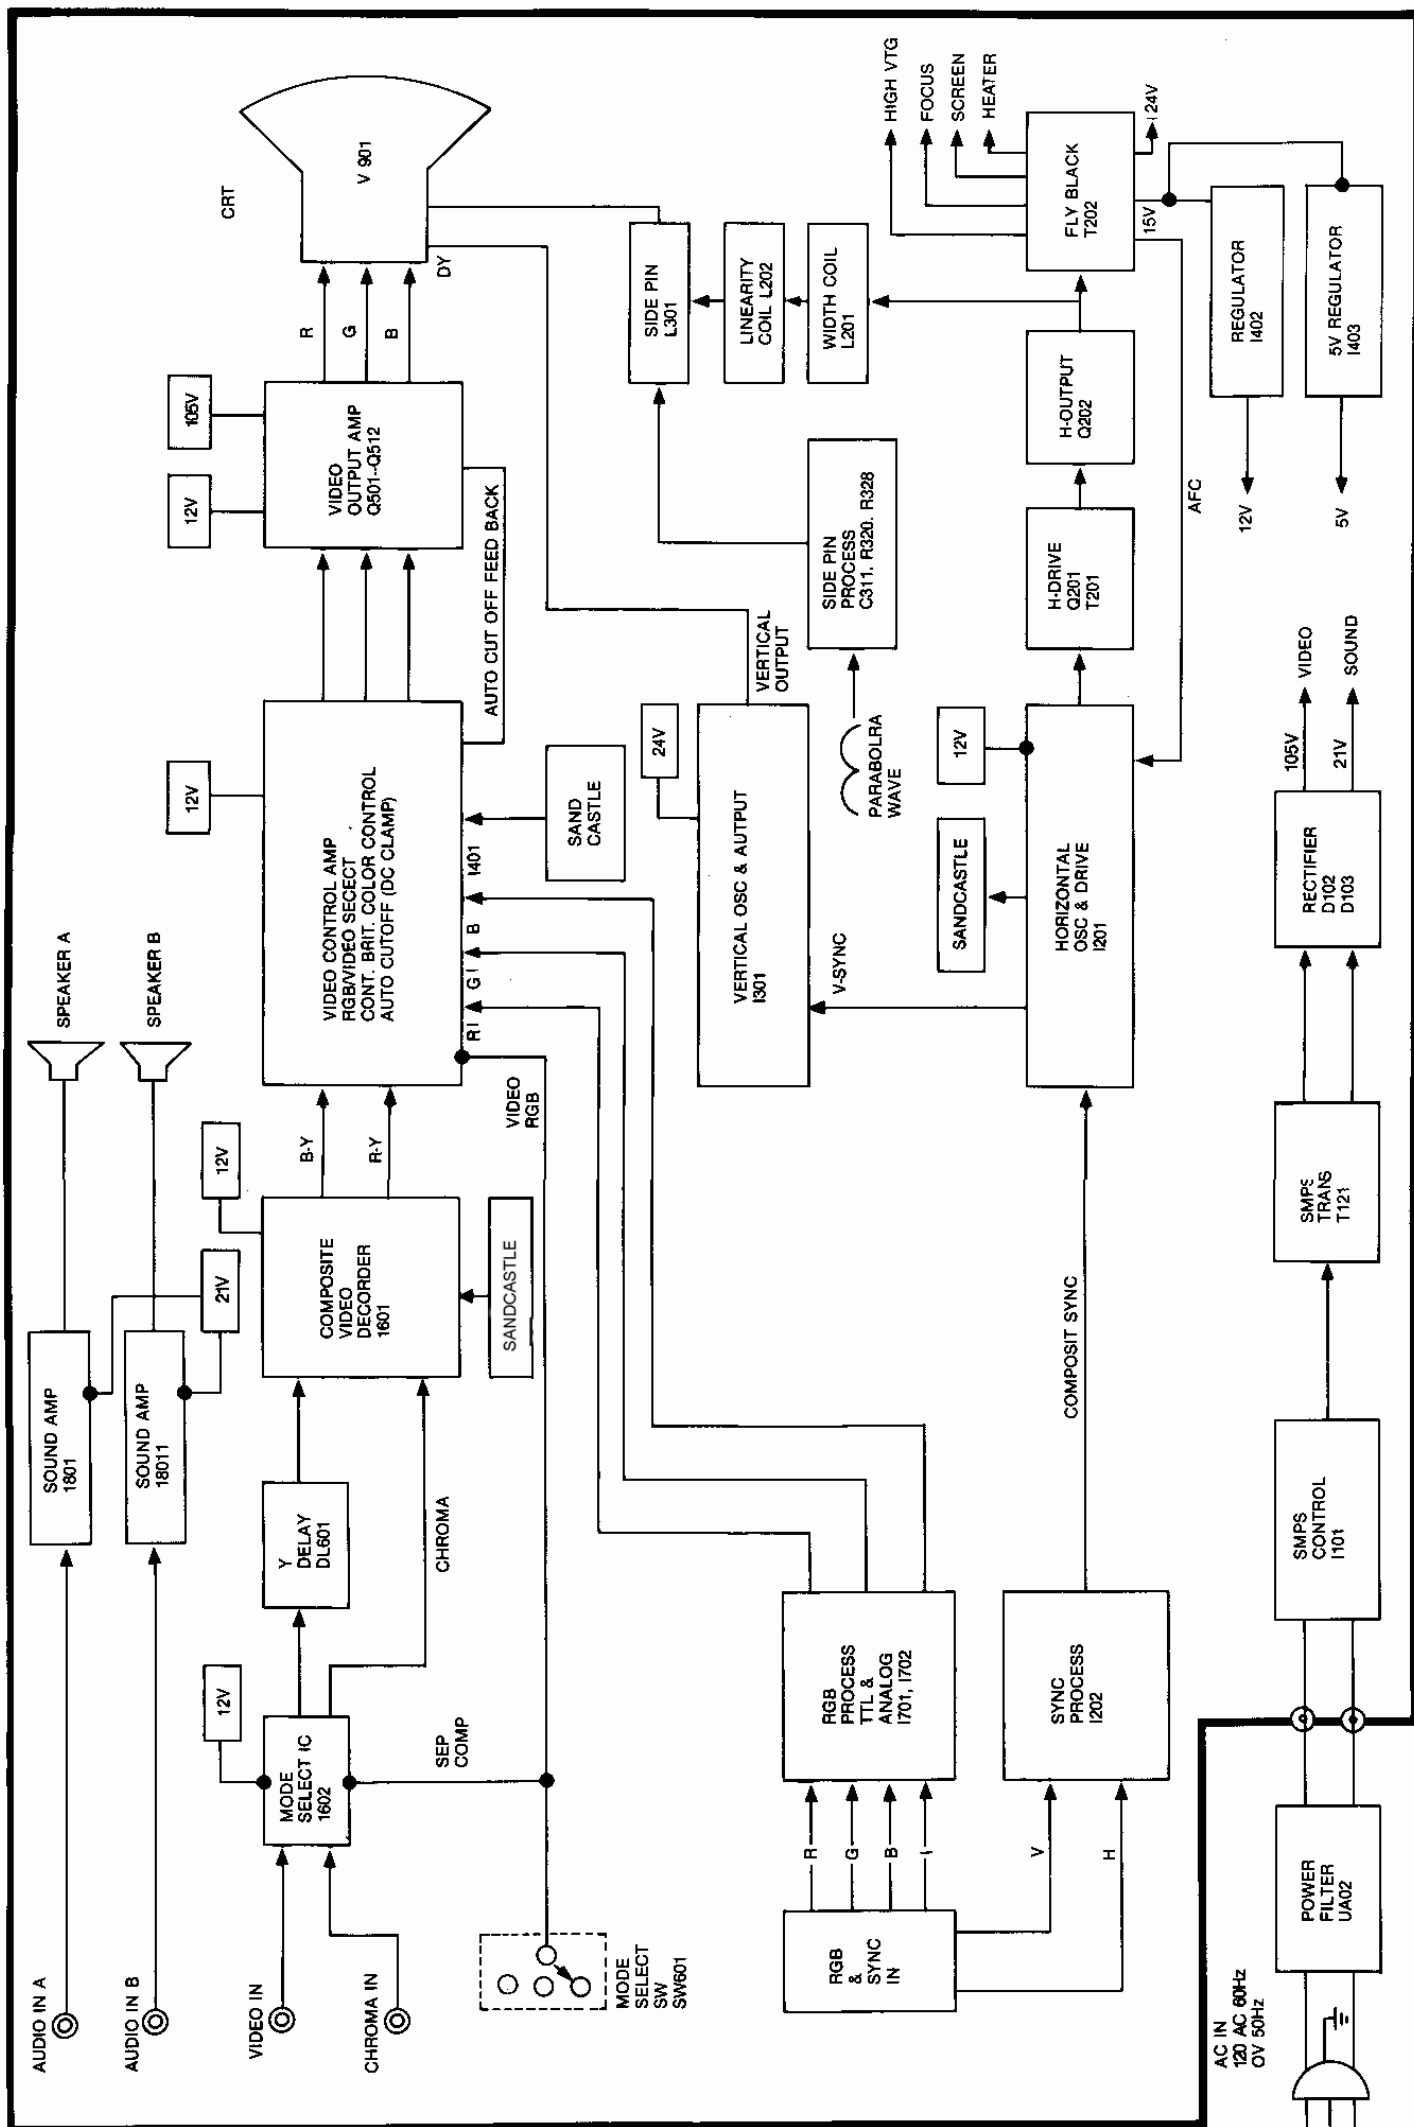 AUDIO IN A
SOUND AMP
1801
SPEAKER A
AUDIO IN B
SOUND AMP
18011
21V
SPEAKER B
VIDEO IN
CHROMA IN
12V
MODE
SELECT IC
1602
Y
DELAY
DL601
CHROMA
12V
COMPOSITE
VIDEO
DECORDER
1601
SANDCASTLE
B-Y
R-Y
12V
VIDEO CONTROL AMP
RGB/VIDEO SECECT
CONT. BRIT. COLOR CONTROL
AUTO CUTOFF (DC CLAMP)
RI
GI
B
I401
SAND
CASTLE
AUTO CUT OFF FEED BACK
12V
105V
VIDEO
OUTPUT AMP
Q501--Q512
R
G
B
CRT
V 901
DY
SEP
COMP
VIDEO
RGB
MODE
SELECT
SW
SW601
RGB
&
SYNC
IN
R
G
B
I
V
H
RGB
PROCESS
TTL &
ANALOG
I701, I702
SYNC
PROCESS
I202
COMPOSIT SYNC
V-SYNC
VERTICAL OSC & AUTPUT
I301
24V
VERTICAL
OUTPUT
PARABOLRA
WAVE
SIDE PIN
PROCESS
C311. R320. R328
SIDE PIN
L301
LINEARITY
COIL L202
WIDTH COIL
L201
SANDCASTLE
12V
HORIZONTAL
OSC & DRIVE
I201
H-DRIVE
Q201
T201
H-OUTPUT
Q202
FLY BLACK
T202
HIGH VTG
FOCUS
SCREEN
HEATER
AFC
15V
24V
REGULATOR
I402
12V
5V REGULATOR
I403
5V
AC IN
120 AC 60Hz
OV 50Hz
POWER
FILTER
UA02
SMPS
CONTROL
I101
SMPS
TRANS
T121
RECTIFIER
D102
D103
105V
VIDEO
21V
SOUND